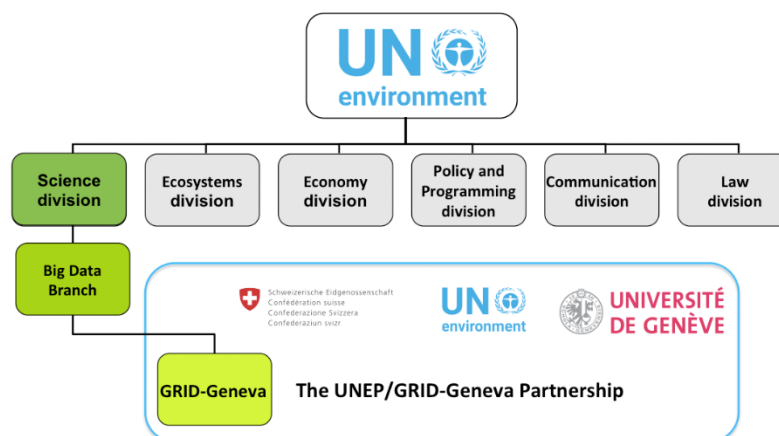 UN
environment
Science
division
Ecosystems
division
Economy
division
Policy and
Programming
division
Communication
division
Law
division
Big Data
Branch
Schweizerische Eidgenossenschaft
Confédération suisse
Confederazione Svizzera
Confederaziun svizra
UN
environment
UNIVERSITÉ
DE GENÈVE
GRID-Geneva
The UNEP/GRID-Geneva Partnership